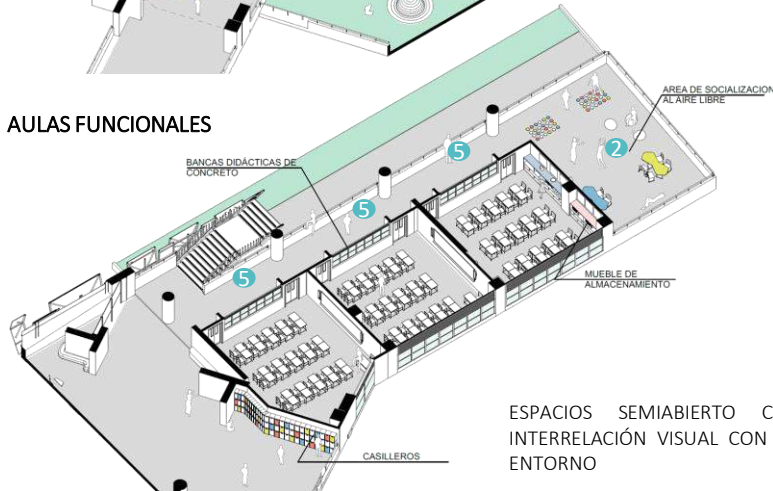 AREA DE SOCIALIZACION
AL AIRE LIBRE
AULAS FUNCIONALES
BANCAS DIDÁCTICAS DE
CONCRETO
5
2
5
5
MUEBLE DE
ALMACENAMIENTO
CASILLEROS
ESPACIOS SEMIABIERTO
INTERRELACIÓN VISUAL CON
ENTORNO